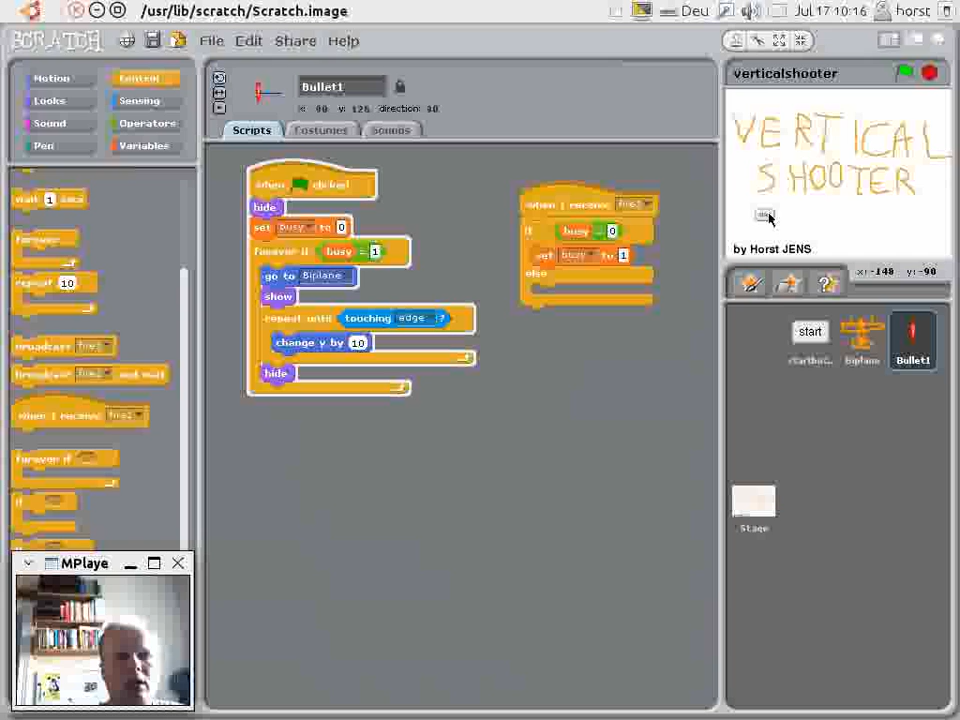 /usr/lib/scratch/Scratch.image
Deu
Jul 17 10:16
horst
SCRATCH
File Edit Share Help
Motion Control
Looks Sensing
Sound Operators
Pen Variables
wait 1 secs
forever
repeat 10
broadcast
broadcast and wait
when I receive
forever if
if
Bullet1
direction:
Scripts Costumes Sounds
when clicked
hide
set busy to 0
forever if busy = 1
go to Biplane
show
repeat until touching edge ?
change y by 10
hide
when I receive
if busy = 0
set busy to 1
else
verticalshooter
VERTICAL
SHOOTER
by Horst JENS
x: -148 y: -90
start
Biplane
Bullet1
Stage
MPlaye